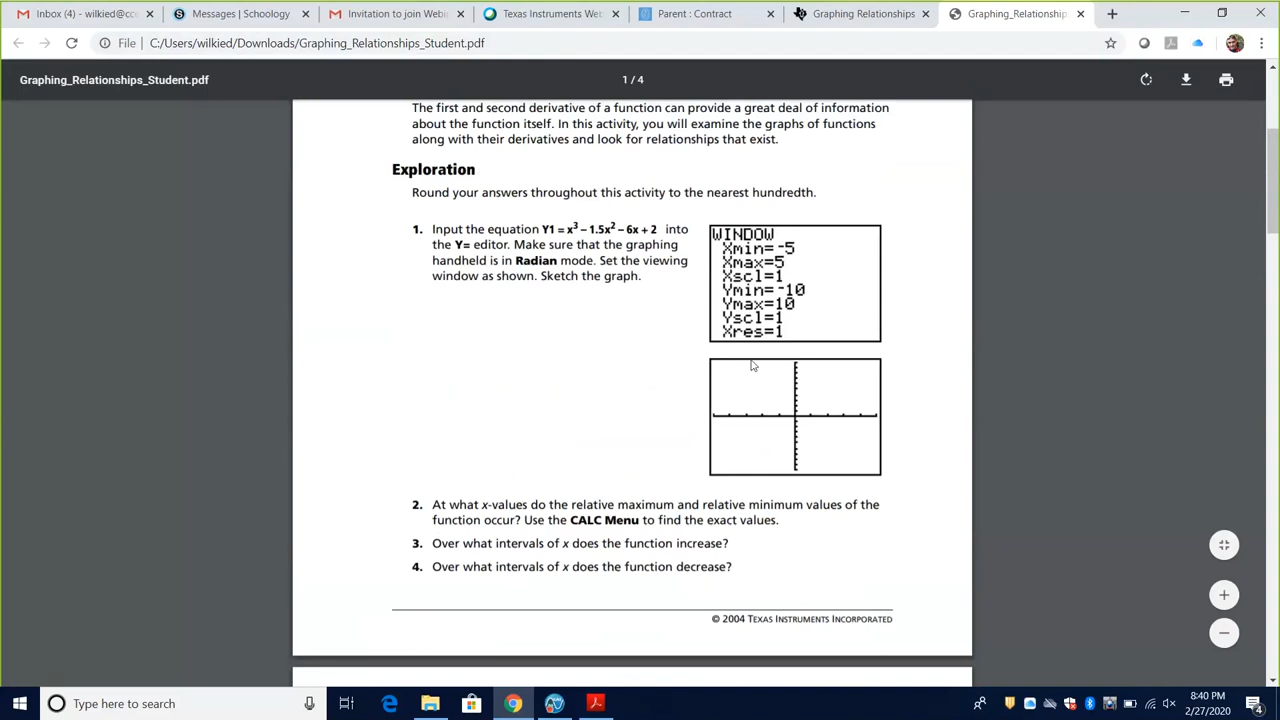 Inbox (4) - wilkied@cce
Messages | Schoology
Invitation to join Webin
Texas Instruments Web
Parent : Contract
Graphing Relationships
Graphing_Relationships_
File
C:/Users/wilkied/Downloads/Graphing_Relationships_Student.pdf
Graphing_Relationships_Student.pdf
1 / 4
The first and second derivative of a function can provide a great deal of information
about the function itself. In this activity, you will examine the graphs of functions
along with their derivatives and look for relationships that exist.
Exploration
Round your answers throughout this activity to the nearest hundredth.
1. Input the equation Y1 = x³ – 1.5x² – 6x + 2 into
the Y= editor. Make sure that the graphing
handheld is in Radian mode. Set the viewing
window as shown. Sketch the graph.
WINDOW
Xmin=-5
Xmax=5
Xscl=1
Ymin=-10
Ymax=10
Yscl=1
Xres=1
2. At what x-values do the relative maximum and relative minimum values of the
function occur? Use the CALC Menu to find the exact values.
3. Over what intervals of x does the function increase?
4. Over what intervals of x does the function decrease?
© 2004 TEXAS INSTRUMENTS INCORPORATED
Type here to search
8:40 PM
2/27/2020
4